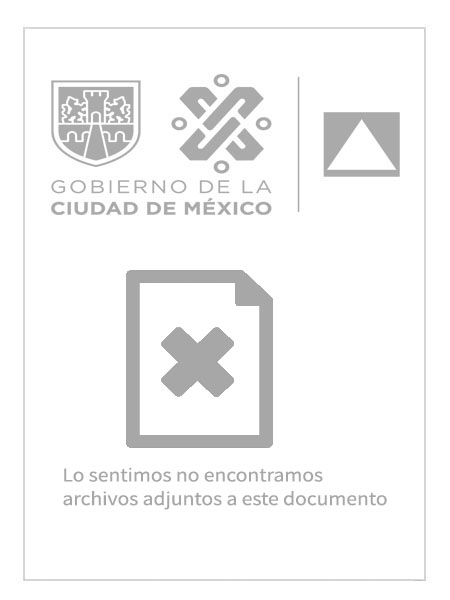 GOBIERNO DE LA
CIUDAD DE MÉXICO
Lo sentimos no encontramos
archivos adjuntos a este documento